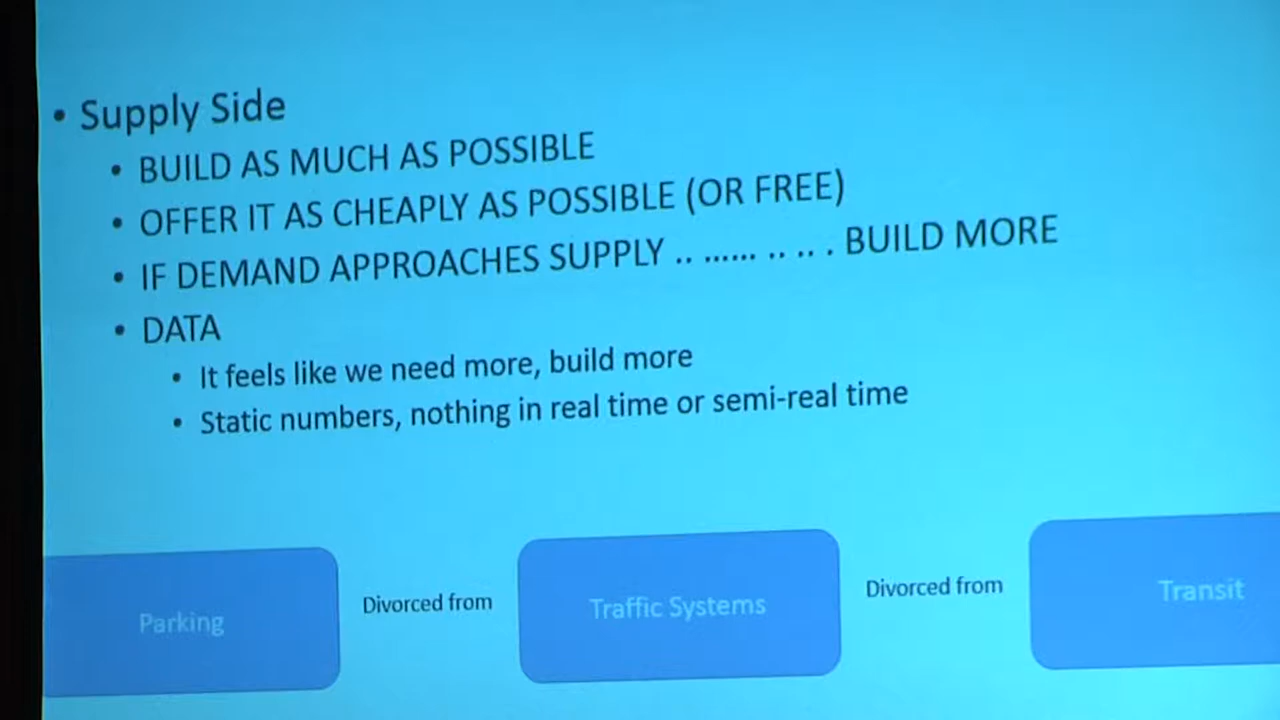 • Supply Side
• BUILD AS MUCH AS POSSIBLE
• OFFER IT AS CHEAPLY AS POSSIBLE (OR FREE)
• IF DEMAND APPROACHES SUPPLY .. ...... .. .. . BUILD MORE
• DATA
• It feels like we need more, build more
• Static numbers, nothing in real time or semi-real time
Parking Divorced from Traffic Systems Divorced from Transit